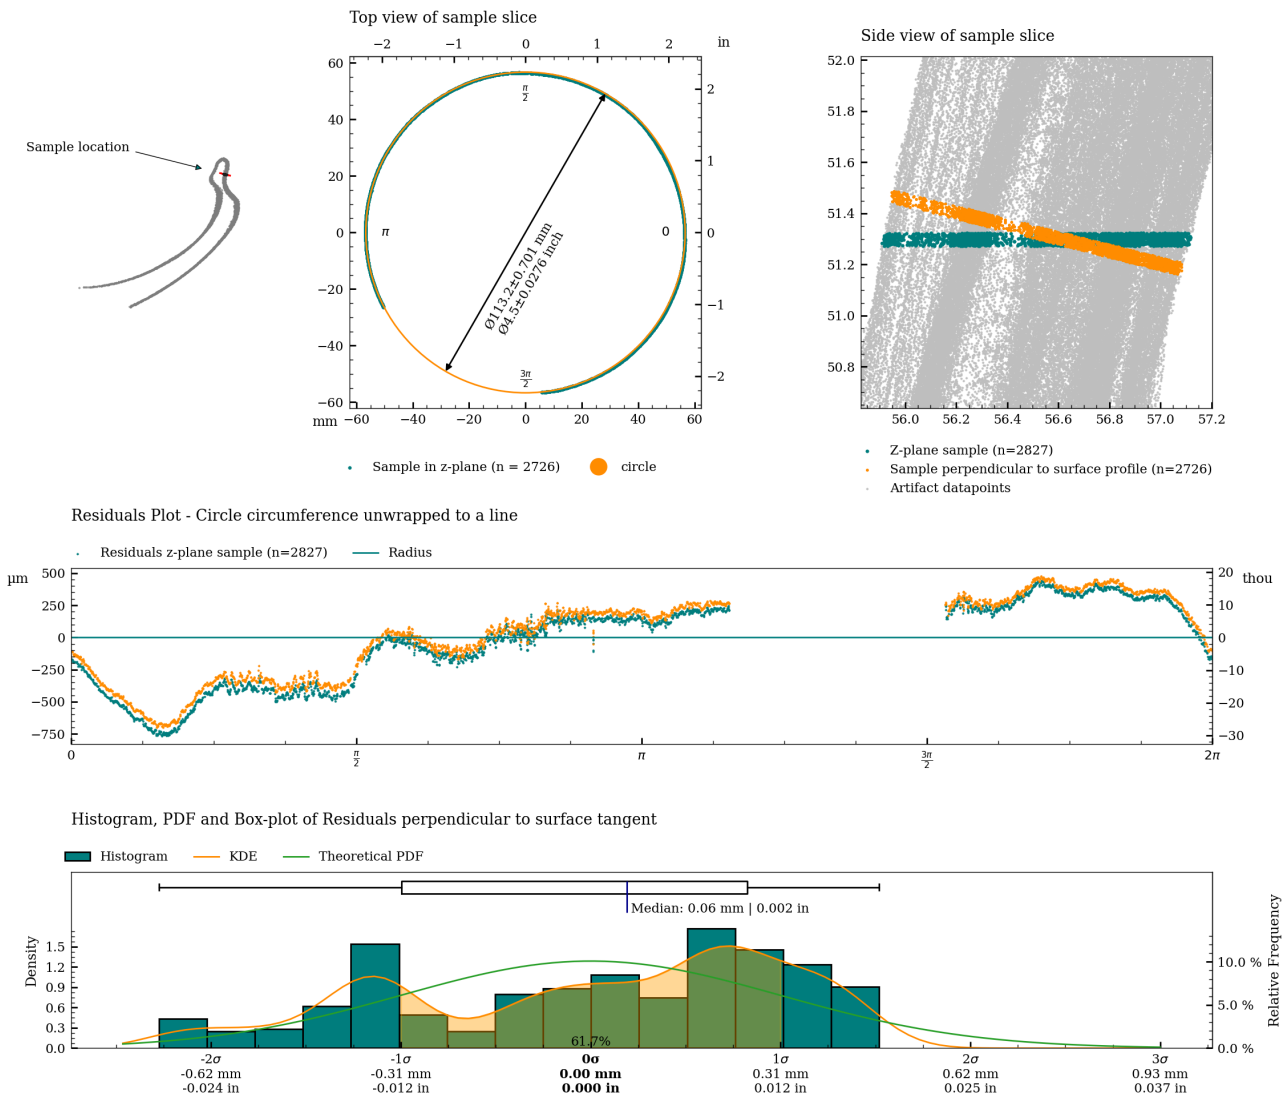 Top view of sample slice
−2 −1 0 1 2 in
Side view of sample slice
60
40
20
0
−20
−40
−60
mm −60 −40 −20 0 20 40 60
2
1
0
−1
−2
π/2
π
0
3π/2
Ø113.2±0.701 mm
Ø4.5±0.0276 inch
Sample location
Sample in z-plane (n = 2726)
circle
52.0
51.8
51.6
51.4
51.2
51.0
50.8
56.0 56.2 56.4 56.6 56.8 57.0 57.2
Z-plane sample (n=2827)
Sample perpendicular to surface profile (n=2726)
Artifact datapoints
Residuals Plot - Circle circumference unwrapped to a line
Residuals z-plane sample (n=2827)
Radius
µm
500
250
0
−250
−500
−750
20 thou
10
0
−10
−20
−30
0 π/2 π 3π/2 2π
Histogram, PDF and Box-plot of Residuals perpendicular to surface tangent
Histogram
KDE
Theoretical PDF
Median: 0.06 mm | 0.002 in
Density
1.5
1.2
0.9
0.6
0.3
0.0
Relative Frequency
10.0 %
5.0 %
0.0 %
61.7%
-2σ -1σ 0σ 1σ 2σ 3σ
-0.62 mm -0.31 mm 0.00 mm 0.31 mm 0.62 mm 0.93 mm
-0.024 in -0.012 in 0.000 in 0.012 in 0.025 in 0.037 in